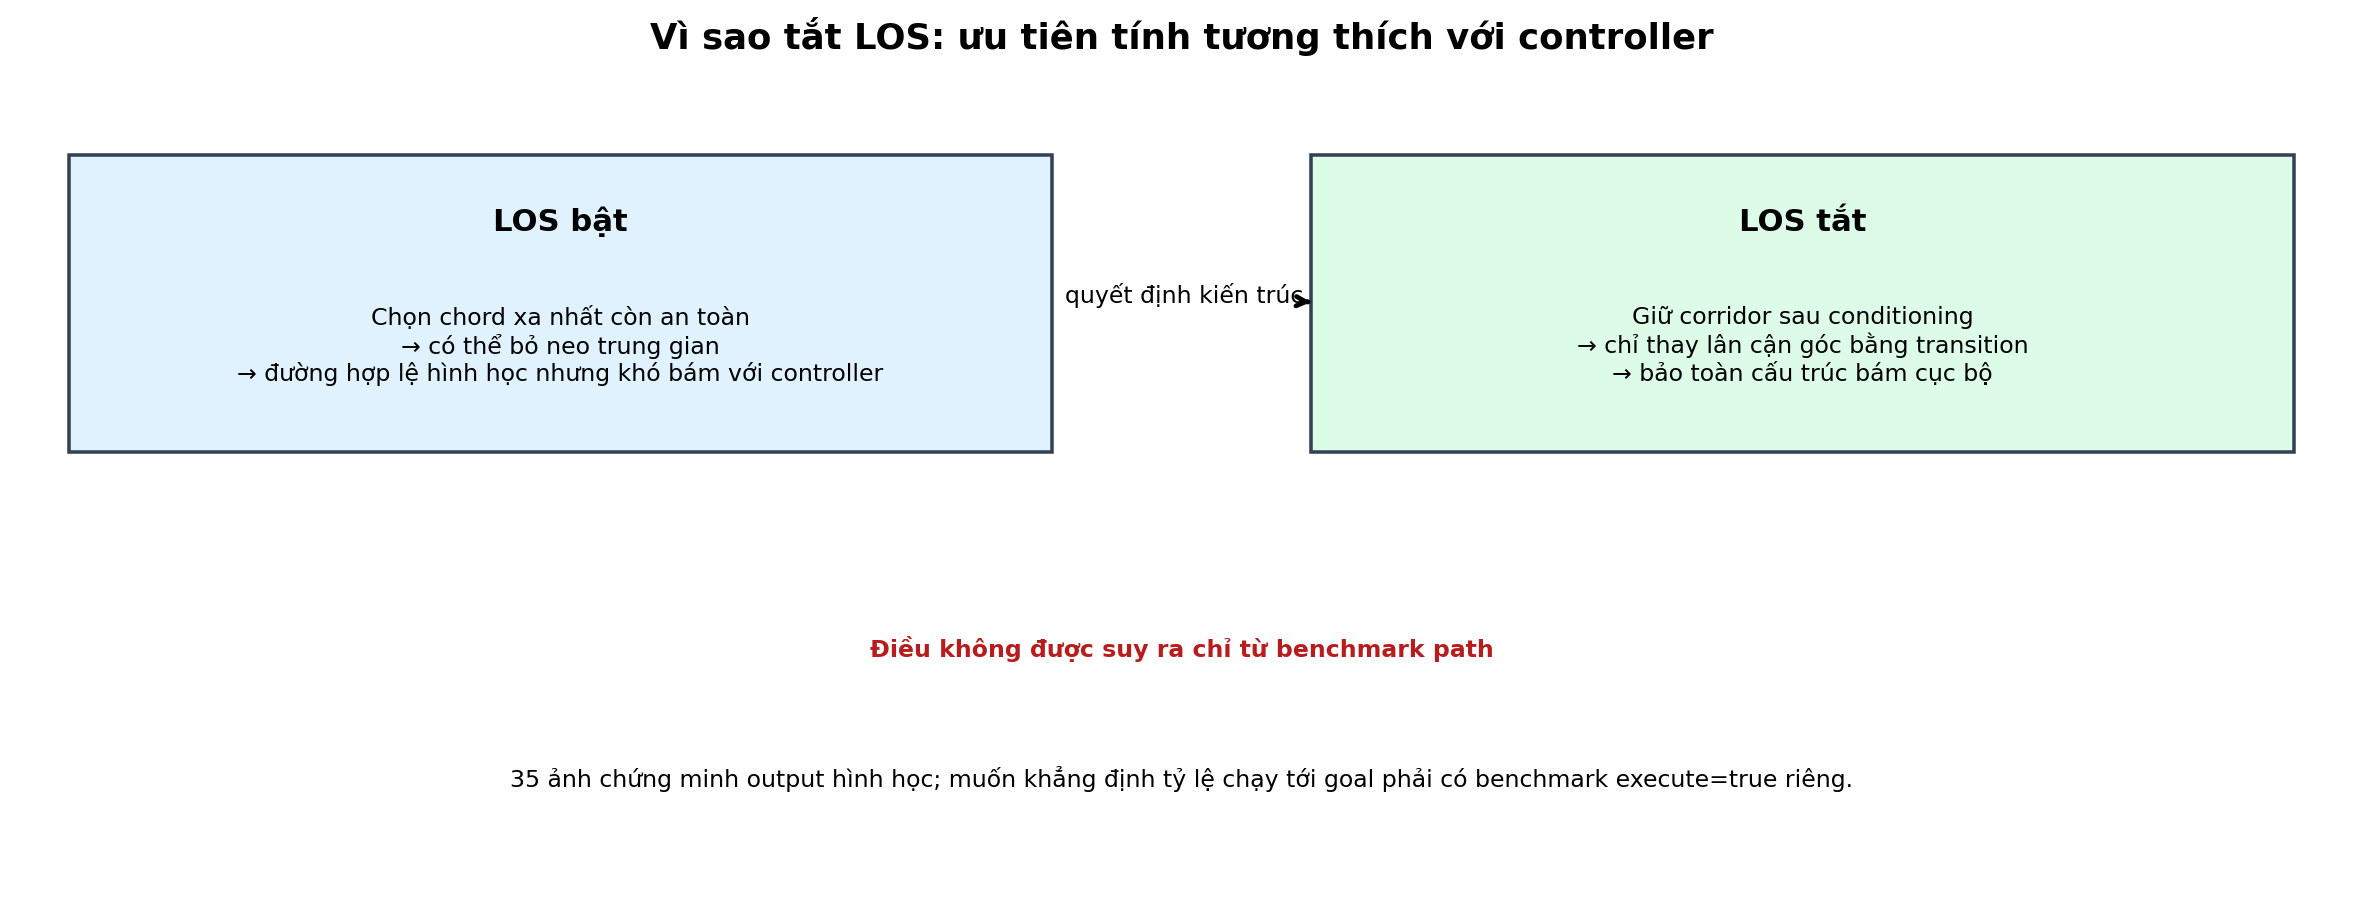 Vì sao tắt LOS: ưu tiên tính tương thích với controller
LOS bật
Chọn chord xa nhất còn an toàn
→ có thể bỏ neo trung gian
→ đường hợp lệ hình học nhưng khó bám với controller
quyết định kiến trúc
LOS tắt
Giữ corridor sau conditioning
→ chỉ thay lân cận góc bằng transition
→ bảo toàn cấu trúc bám cục bộ
Điều không được suy ra chỉ từ benchmark path
35 ảnh chứng minh output hình học; muốn khẳng định tỷ lệ chạy tới goal phải có benchmark execute=true riêng.